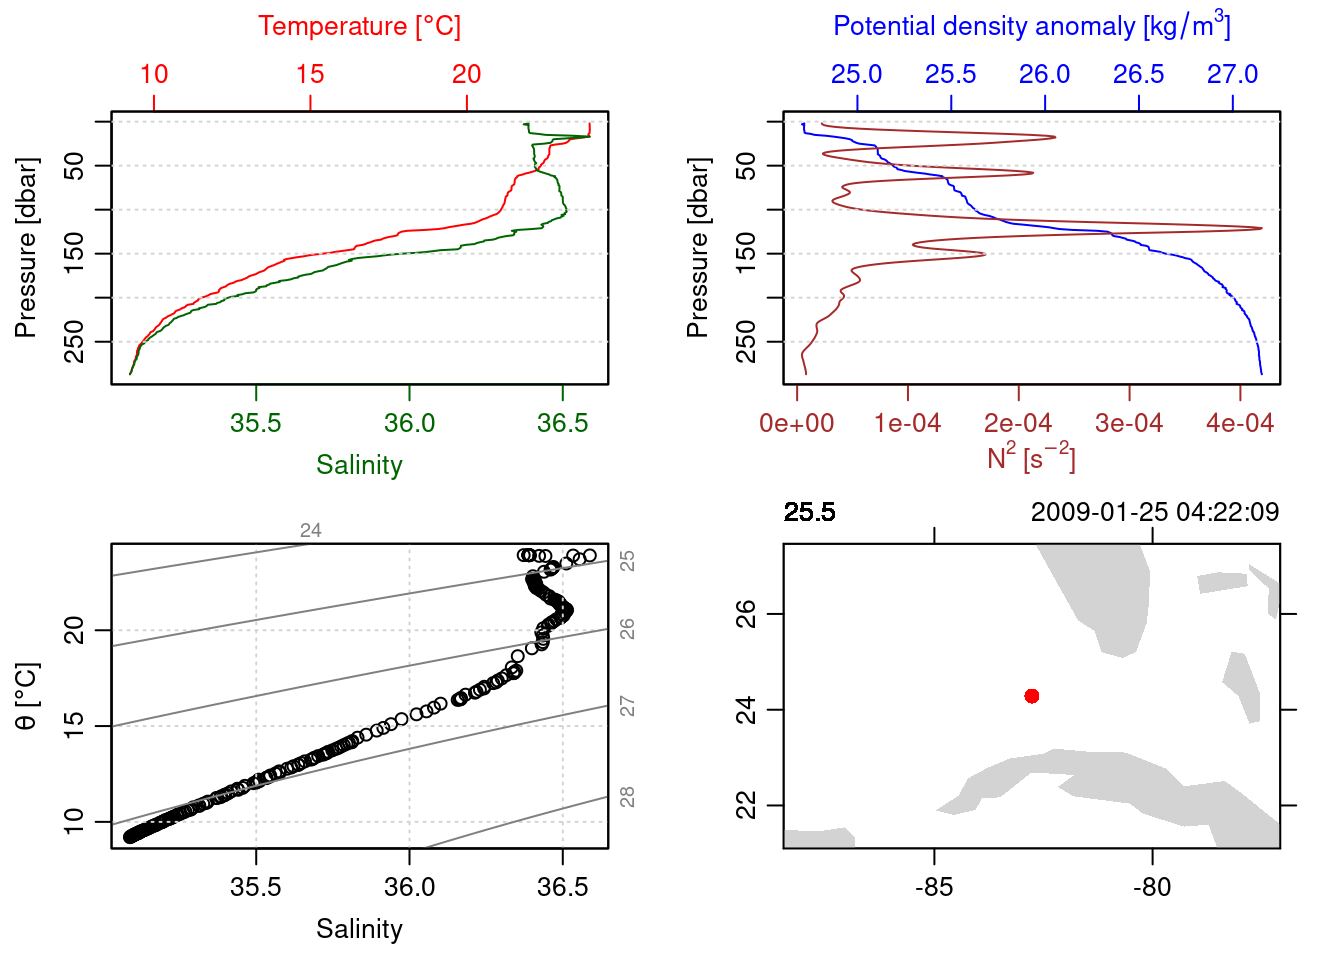 Temperature [°C]
10 15 20
Pressure [dbar]
50
150
250
35.5 36.0 36.5
Salinity
Potential density anomaly [kg/m³]
25.0 25.5 26.0 26.5 27.0
Pressure [dbar]
50
150
250
0e+00 1e-04 2e-04 3e-04 4e-04
N² [s⁻²]
24
25
26
27
28
θ [°C]
20
15
10
35.5 36.0 36.5
Salinity
25.5 2009-01-25 04:22:09
26
24
22
-85 -80